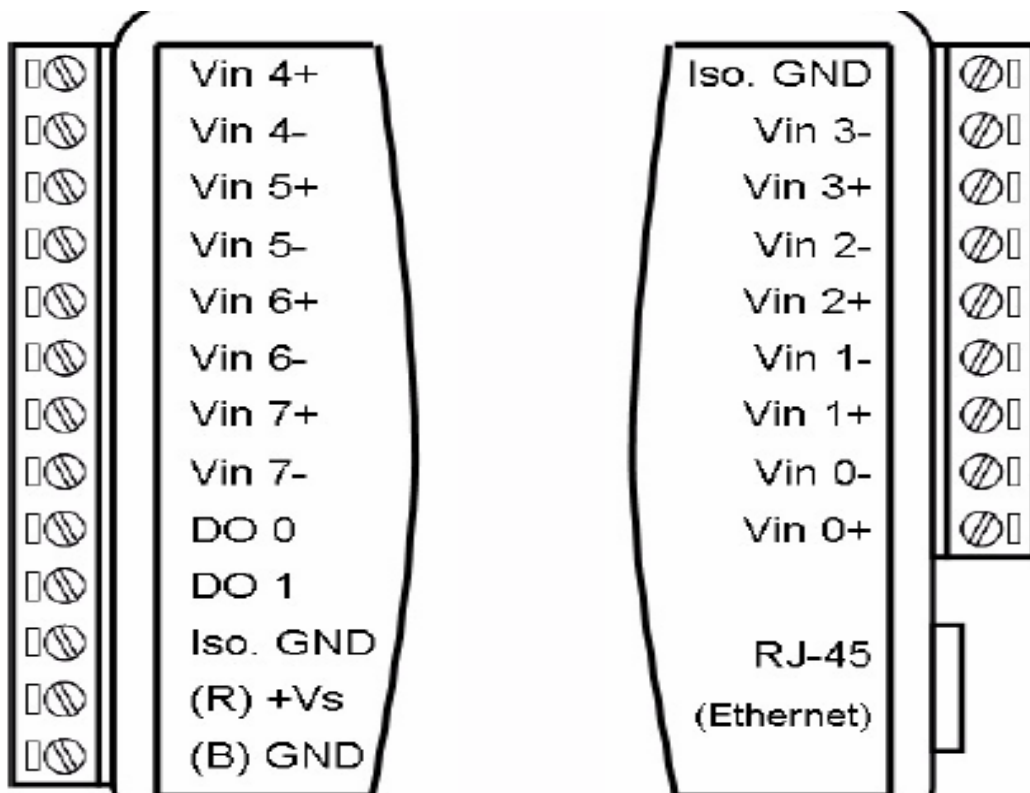 Vin 4+
Vin 4-
Vin 5+
Vin 5-
Vin 6+
Vin 6-
Vin 7+
Vin 7-
DO 0
DO 1
Iso. GND
(R) +Vs
(B) GND
Iso. GND
Vin 3-
Vin 3+
Vin 2-
Vin 2+
Vin 1-
Vin 1+
Vin 0-
Vin 0+
RJ-45
(Ethernet)